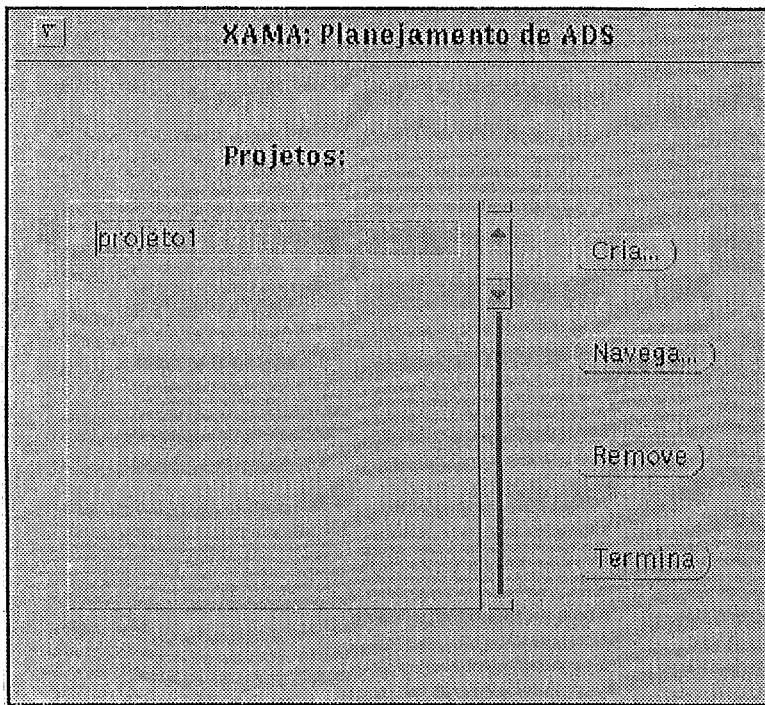 XAMA: Planejamento de ADS
Projetos:
projeto1
Cria...
Navega...
Remove
Termina